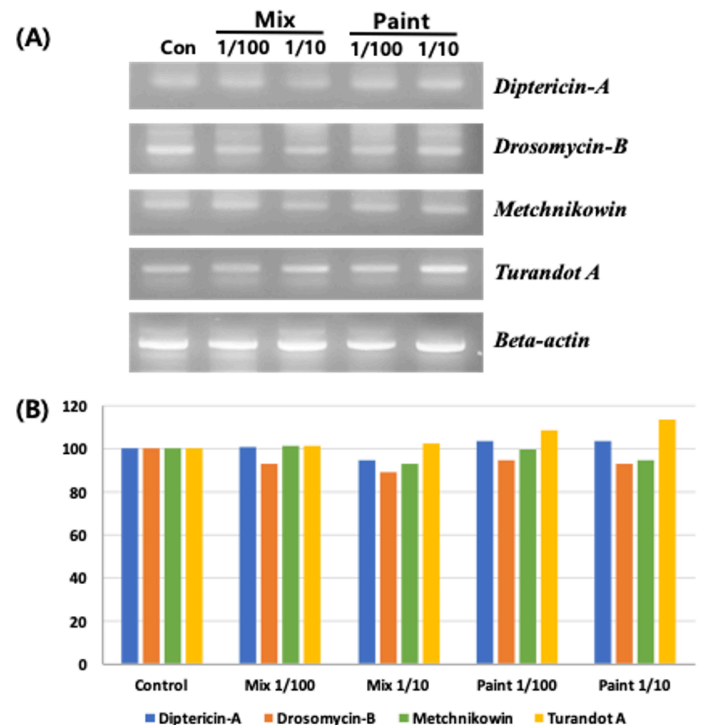 (A)
Mix Paint
Con 1/100 1/10 1/100 1/10
Diptericin-A
Drosomycin-B
Metchnikowin
Turandot A
Beta-actin
(B)
120
100
80
60
40
20
0
Control Mix 1/100 Mix 1/10 Paint 1/100 Paint 1/10
Diptericin-A Drosomycin-B Metchnikowin Turandot A